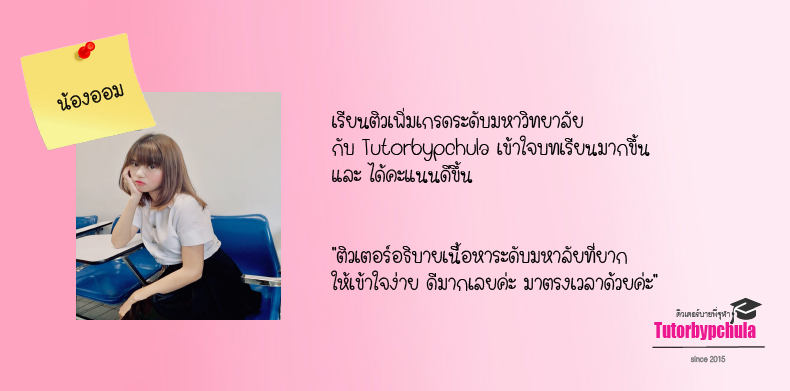 น้องออม
เรียนติวเพิ่มเกรดระดับมหาวิทยาลัย
กับ Tutorbypchula เข้าใจบทเรียนมากขึ้น
และ ได้คะแนนดีขึ้น
"ติวเตอร์อธิบายเนื้อหาระดับมหาลัยที่ยาก
ให้เข้าใจง่าย ดีมากเลยค่ะ มาตรงเวลาด้วยค่ะ"
ติวเตอร์บายพี่จุฬา
Tutorbypchula
since 2015